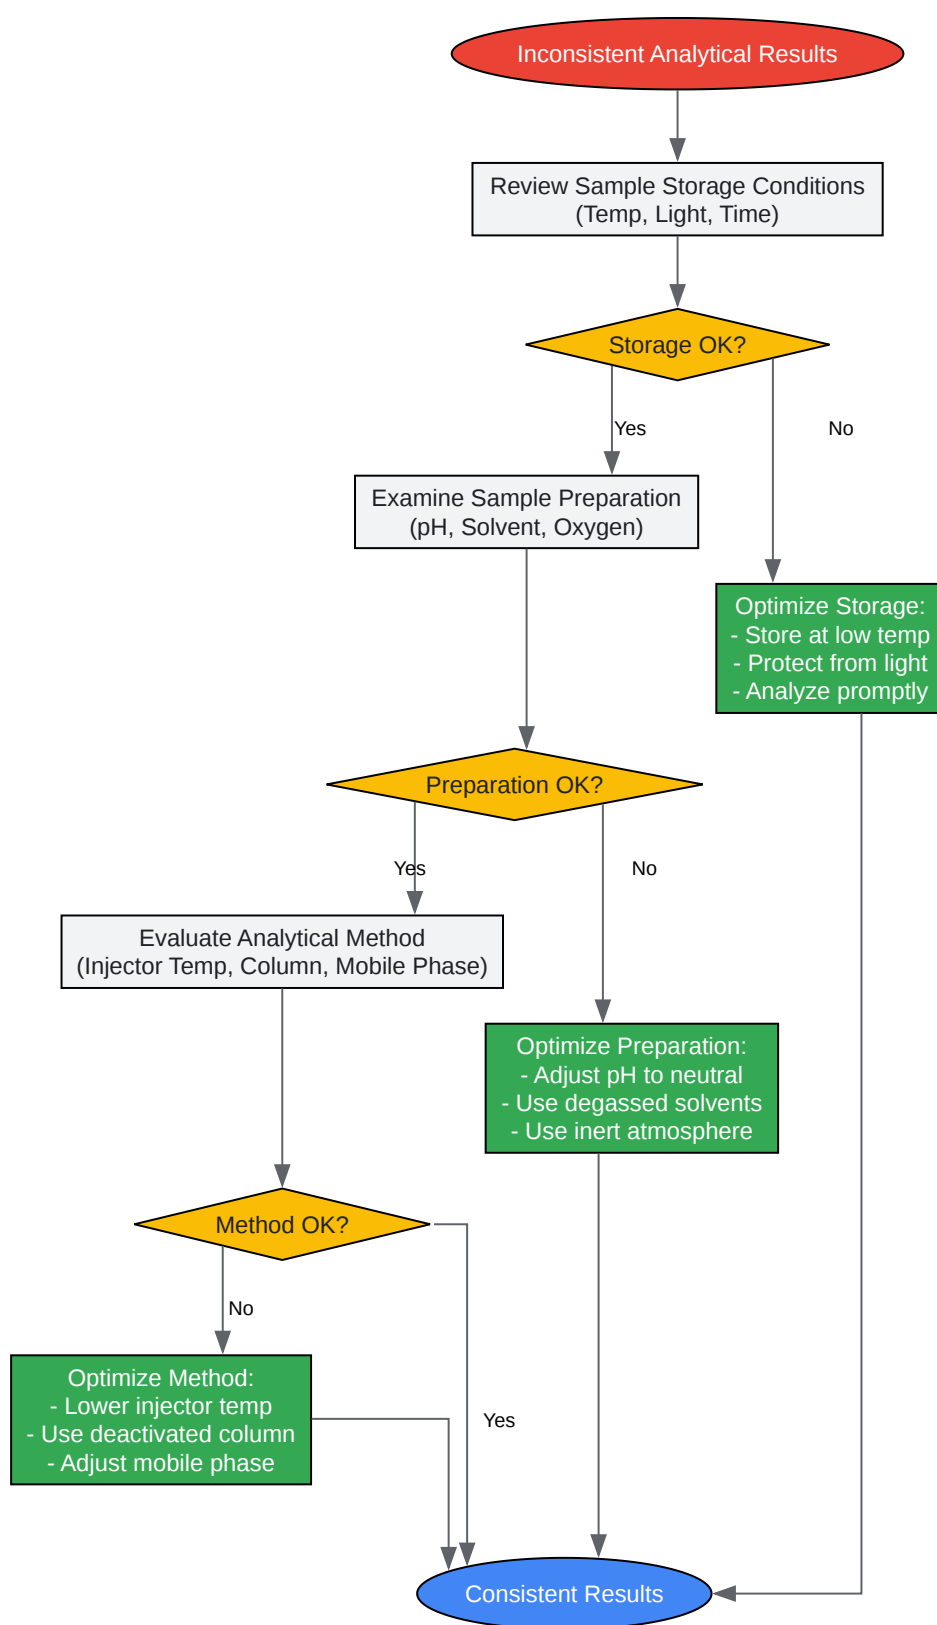 Inconsistent Analytical Results
Review Sample Storage Conditions
(Temp, Light, Time)
Storage OK?
Yes
No
Examine Sample Preparation
(pH, Solvent, Oxygen)
Optimize Storage:
- Store at low temp
- Protect from light
- Analyze promptly
Preparation OK?
Yes
No
Evaluate Analytical Method
(Injector Temp, Column, Mobile Phase)
Optimize Preparation:
- Adjust pH to neutral
- Use degassed solvents
- Use inert atmosphere
Method OK?
No
Optimize Method:
- Lower injector temp
- Use deactivated column
- Adjust mobile phase
Yes
Consistent Results